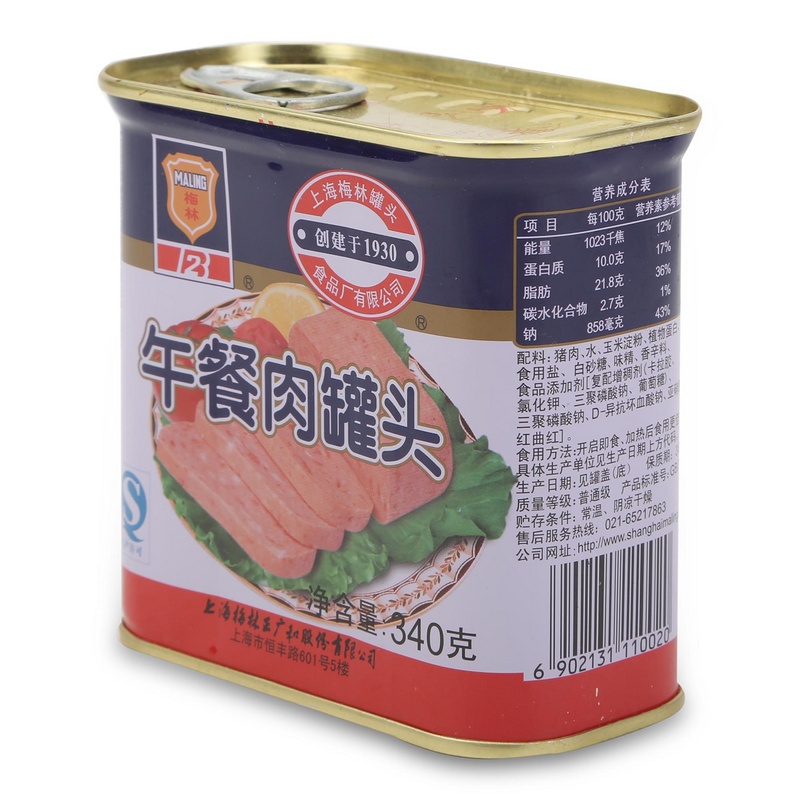 MALING
梅
林
B2
®
上海梅林罐头
创建于1930
食品厂有限公司
®
午餐肉罐头
净含量:340克
上海梅林正广和股份有限公司
上海市恒丰路601号5楼
营养成分表
项目 每100克 营养素参考值
能量 1023千焦 12%
蛋白质 10.0克 17%
脂肪 21.8克 36%
碳水化合物 2.7克 1%
钠 858毫克 43%
配料:猪肉、水、玉米淀粉、植物蛋白
食用盐、白砂糖、味精、香辛料、
食品添加剂[复配增稠剂(卡拉胶、
氯化钾、三聚磷酸钠、葡萄糖)、
三聚磷酸钠、D-异抗坏血酸钠、亚硝
红曲红]。
食用方法:开启即食、加热后食用更
具体生产单位见生产日期上方代码
生产日期:见罐盖(底) 保质期:
质量等级:普通级 产品标准号:
贮存条件:常温、阴凉干燥
售后服务热线:021-65217863
公司网址:http://www.shanghaimaling
6 902131 110020